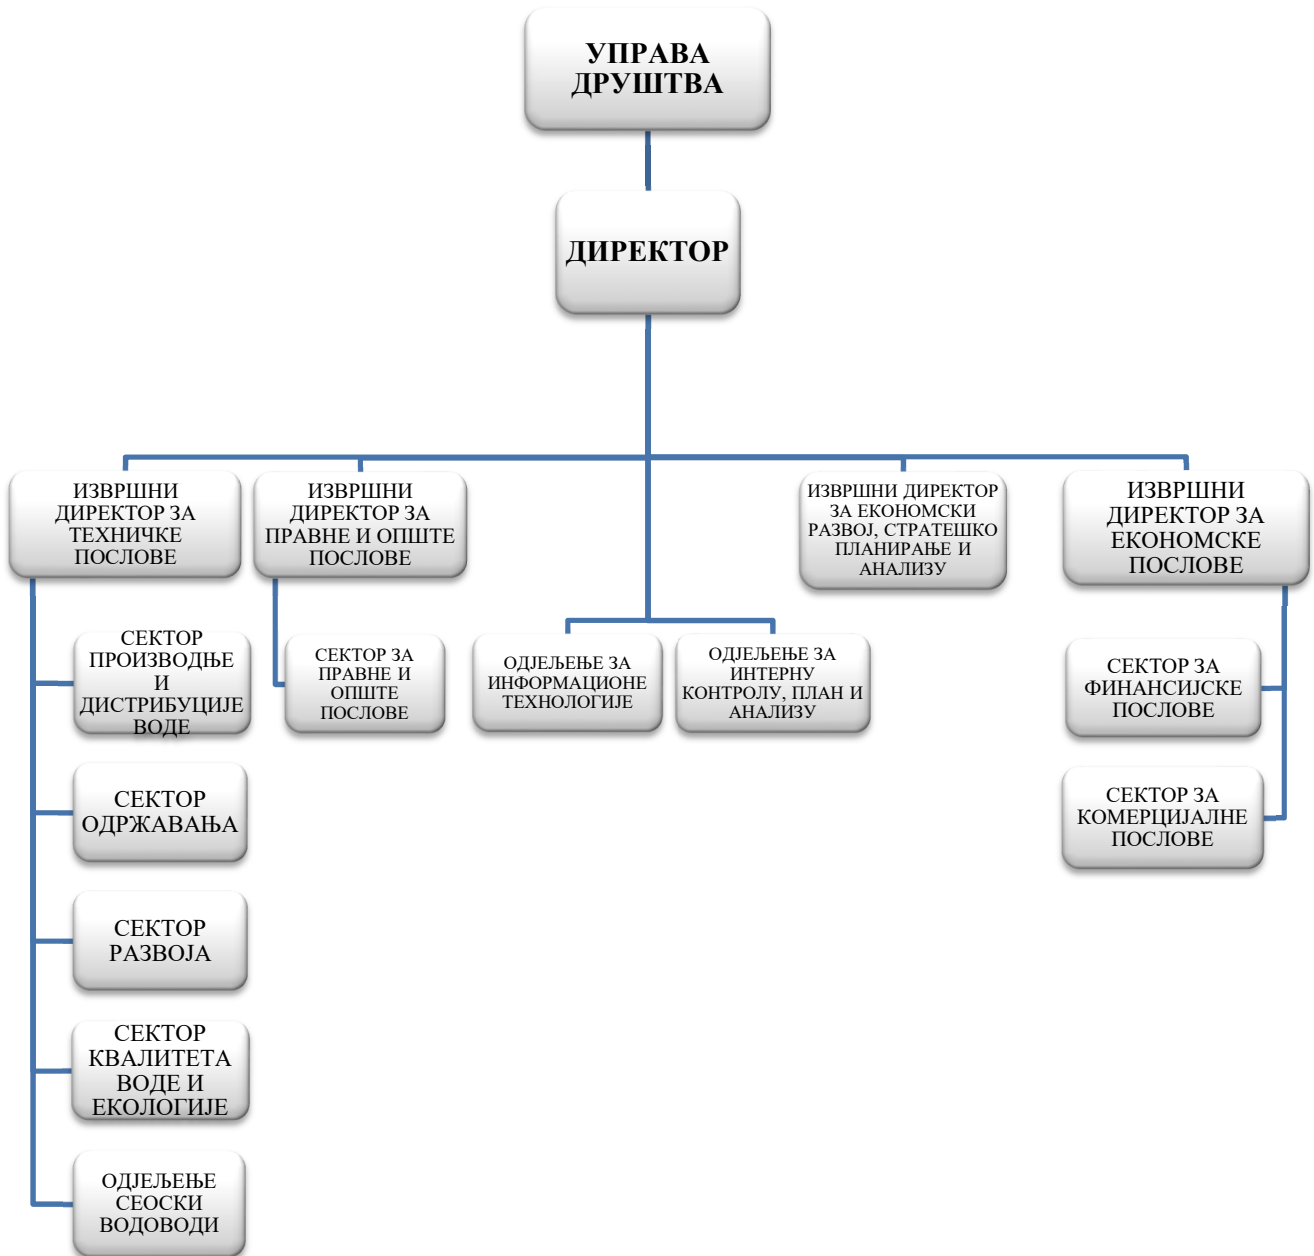 УПРАВА
ДРУШТВА
ДИРЕКТОР
ИЗВРШНИ
ДИРЕКТОР ЗА
ТЕХНИЧКЕ
ПОСЛОВЕ
ИЗВРШНИ
ДИРЕКТОР ЗА
ПРАВНЕ И ОПШТЕ
ПОСЛОВЕ
ИЗВРШНИ ДИРЕКТОР
ЗА ЕКОНОМСКИ
РАЗВОЈ, СТРАТЕШКО
ПЛАНИРАЊЕ И
АНАЛИЗУ
ИЗВРШНИ
ДИРЕКТОР ЗА
ЕКОНОМСКЕ
ПОСЛОВЕ
СЕКТОР
ПРОИЗВОДЊЕ
И
ДИСТРИБУЦИЈЕ
ВОДЕ
СЕКТОР ЗА
ПРАВНЕ И
ОПШТЕ
ПОСЛОВЕ
ОДЈЕЉЕЊЕ ЗА
ИНФОРМАЦИОНЕ
ТЕХНОЛОГИЈЕ
ОДЈЕЉЕЊЕ ЗА
ИНТЕРНУ
КОНТРОЛУ, ПЛАН И
АНАЛИЗУ
СЕКТОР ЗА
ФИНАНСИЈСКЕ
ПОСЛОВЕ
СЕКТОР
ОДРЖАВАЊА
СЕКТОР ЗА
КОМЕРЦИЈАЛНЕ
ПОСЛОВЕ
СЕКТОР
РАЗВОЈА
СЕКТОР
КВАЛИТЕТА
ВОДЕ И
ЕКОЛОГИЈЕ
ОДЈЕЉЕЊЕ
СЕОСКИ
ВОДОВОДИ